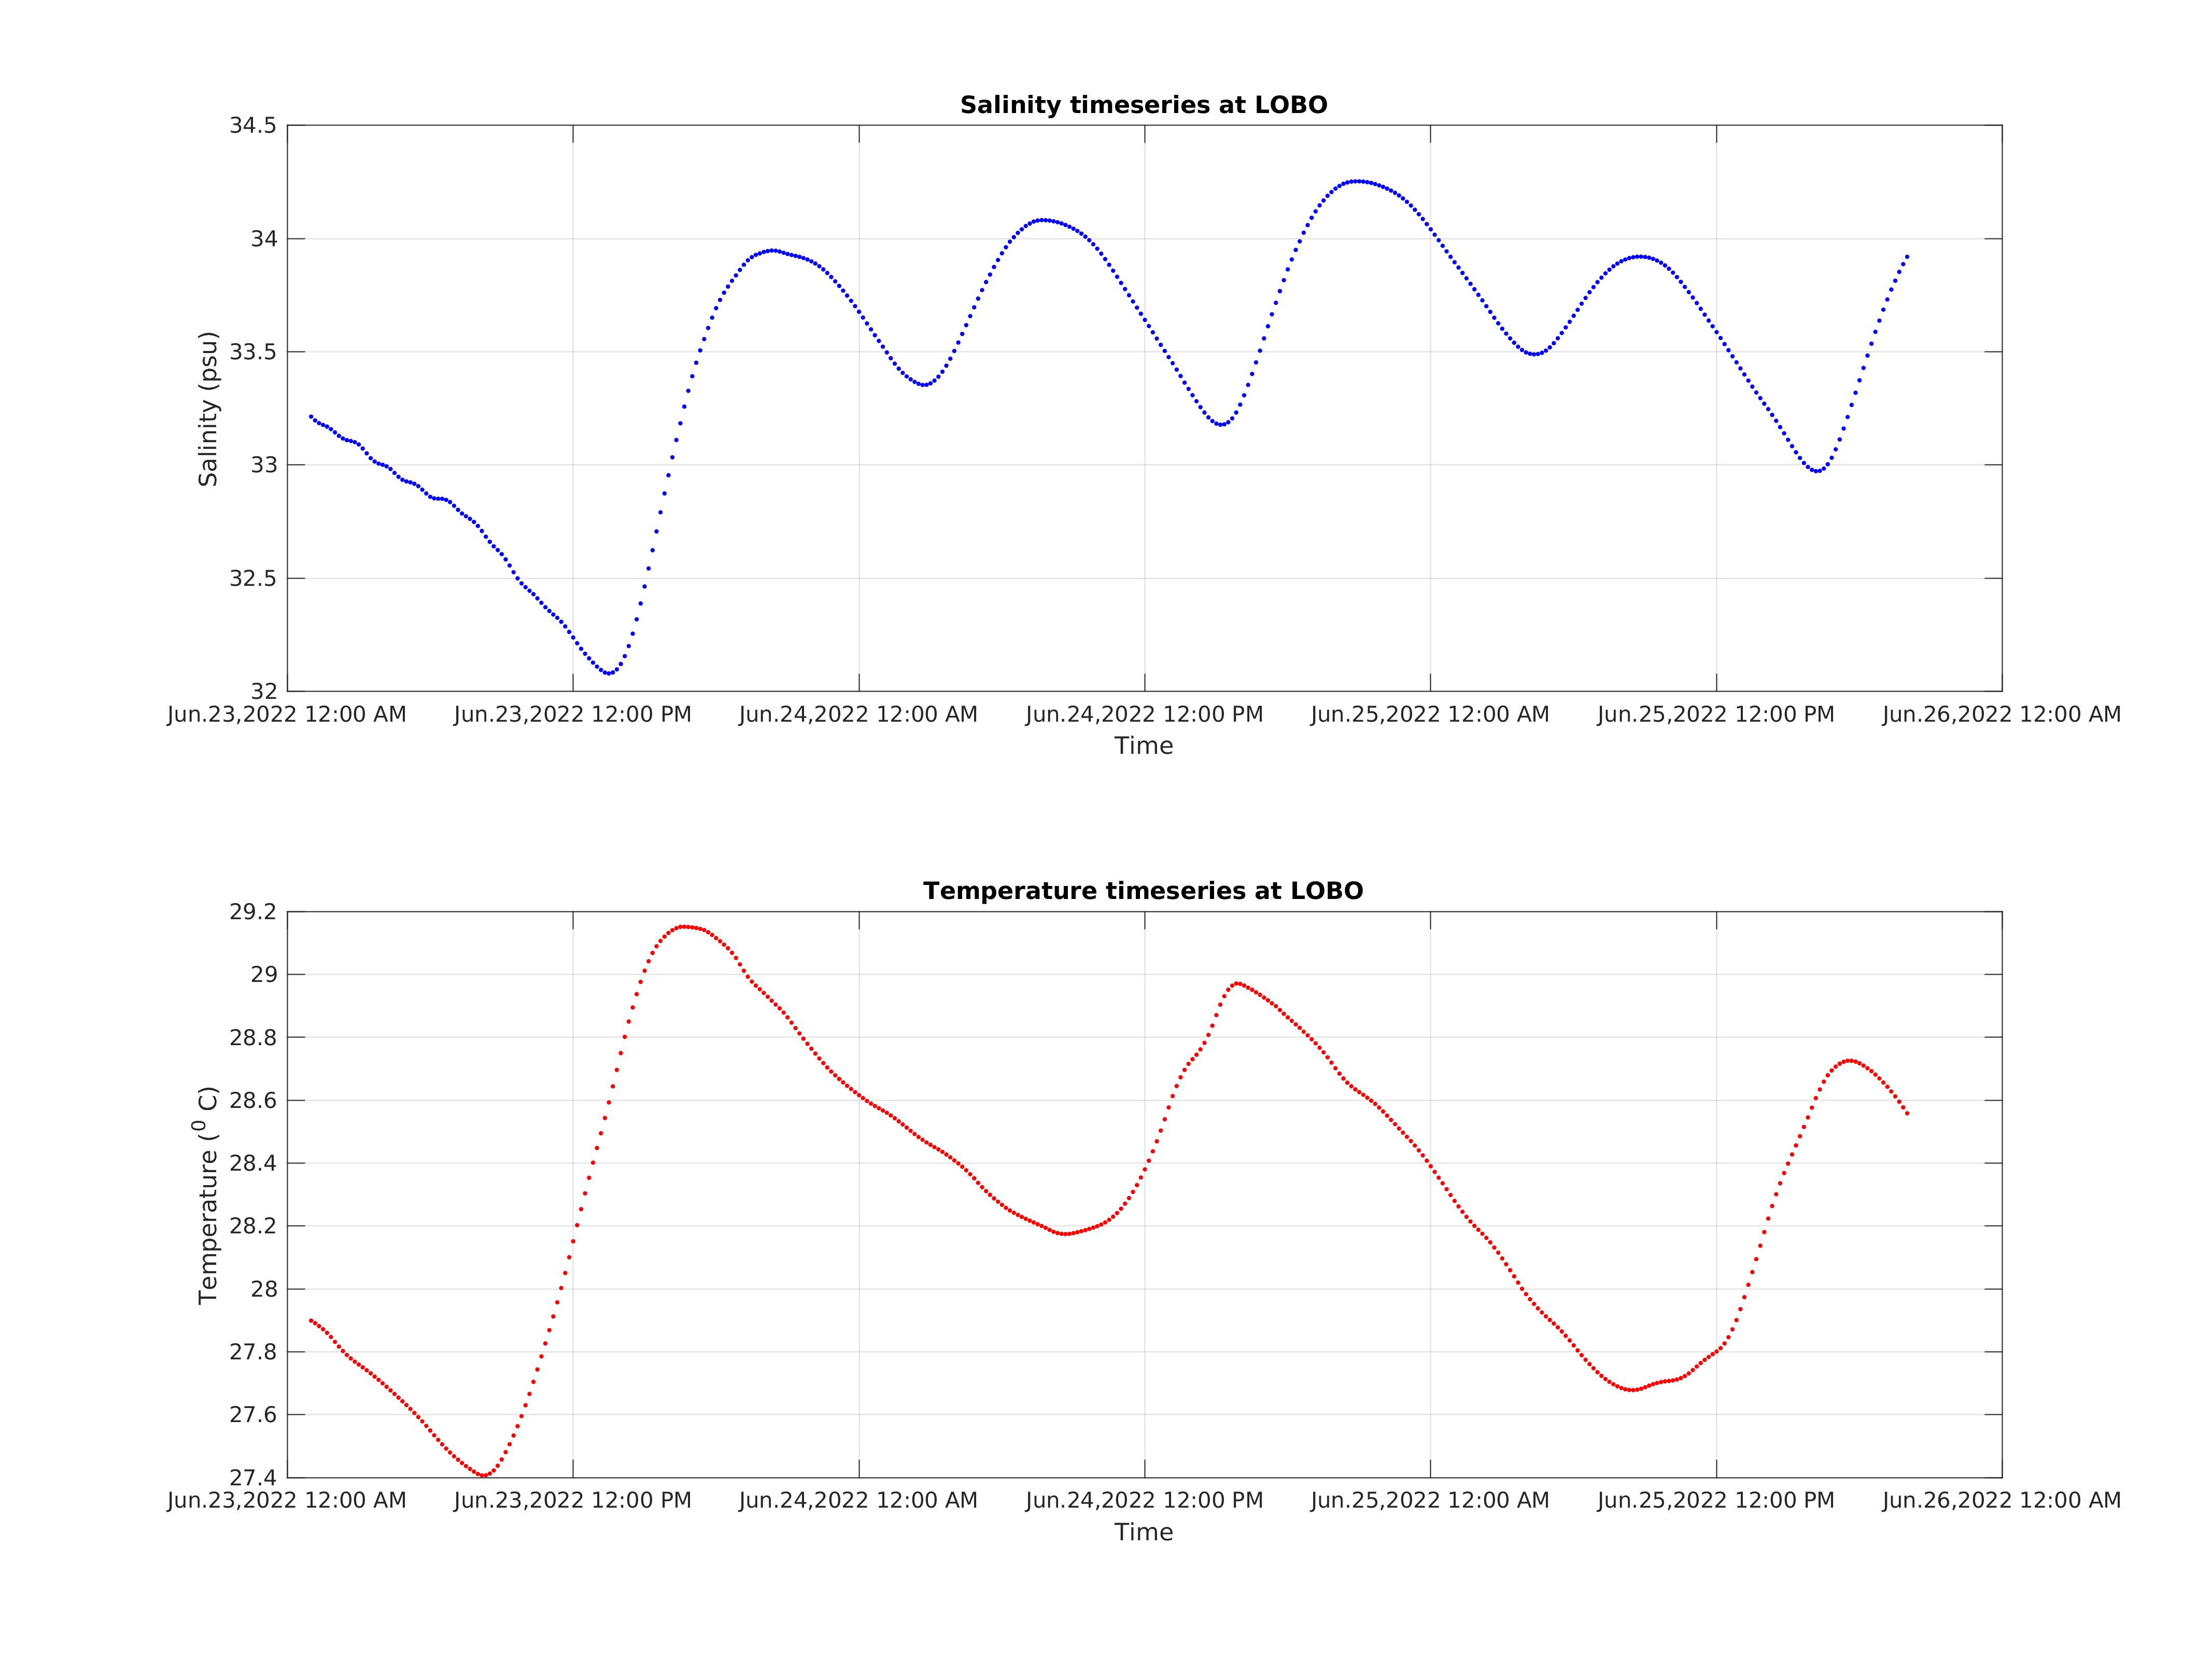 Salinity timeseries at LOBO
34.5
34
33.5
33
32.5
32
Salinity (psu)
Jun.23,2022 12:00 AM Jun.23,2022 12:00 PM Jun.24,2022 12:00 AM Jun.24,2022 12:00 PM Jun.25,2022 12:00 AM Jun.25,2022 12:00 PM Jun.26,2022 12:00 AM
Time
Temperature timeseries at LOBO
29.2
29
28.8
28.6
28.4
28.2
28
27.8
27.6
27.4
Temperature (⁰ C)
Jun.23,2022 12:00 AM Jun.23,2022 12:00 PM Jun.24,2022 12:00 AM Jun.24,2022 12:00 PM Jun.25,2022 12:00 AM Jun.25,2022 12:00 PM Jun.26,2022 12:00 AM
Time